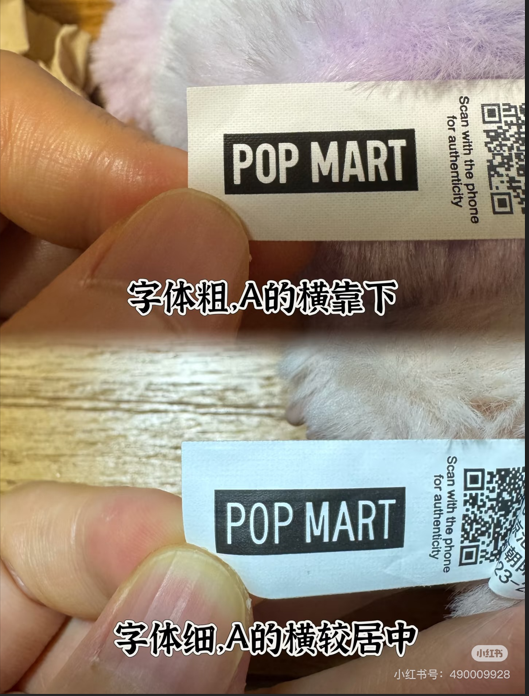 POP MART
Scan with the phone
for authenticity
字体粗,A的横靠下
POP MART
Scan with the phone
for authenticity
字体细,A的横较居中
小红书
小红书号：490009928